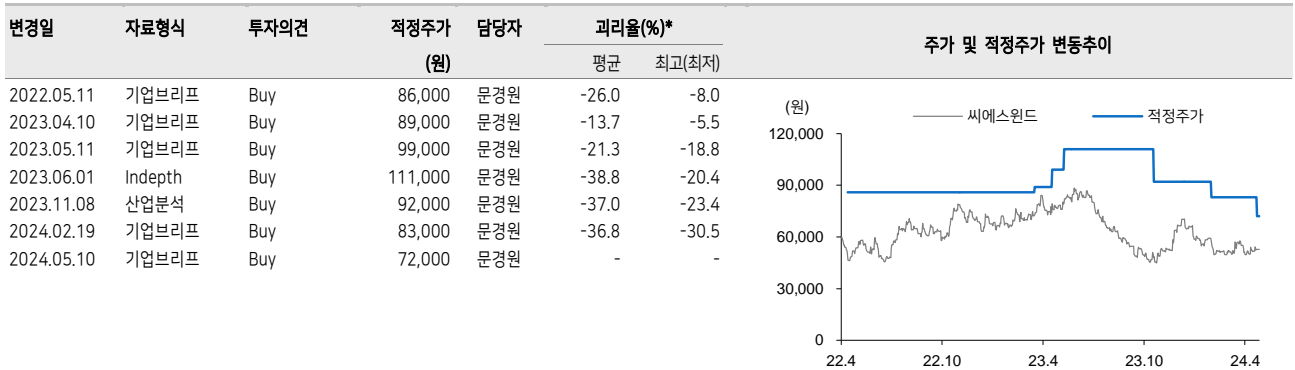 변경일 자료형식 투자의견 적정주가 담당자 괴리율(%)* 주가 및 적정주가 변동추이
(원) 평균 최고(최저)
2022.05.11 기업브리프 Buy 86,000 문경원 -26.0 -8.0
2023.04.10 기업브리프 Buy 89,000 문경원 -13.7 -5.5
2023.05.11 기업브리프 Buy 99,000 문경원 -21.3 -18.8
2023.06.01 Indepth Buy 111,000 문경원 -38.8 -20.4
2023.11.08 산업분석 Buy 92,000 문경원 -37.0 -23.4
2024.02.19 기업브리프 Buy 83,000 문경원 -36.8 -30.5
2024.05.10 기업브리프 Buy 72,000 문경원 - -
(원)
씨에스윈드 적정주가
120,000
90,000
60,000
30,000
0
22.4 22.10 23.4 23.10 24.4